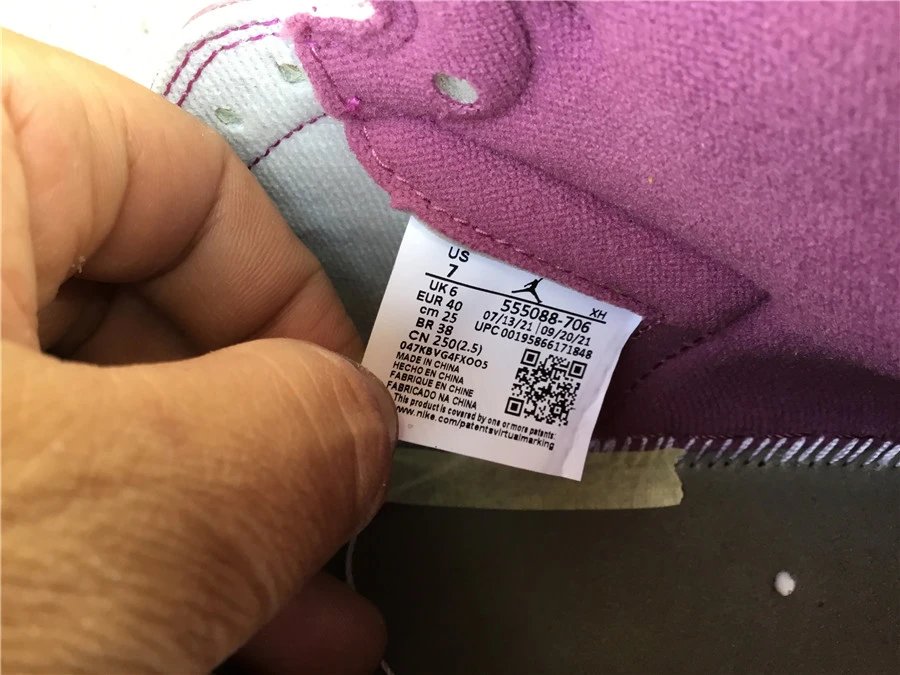 US
7
UK 6
EUR 40
cm 25
BR 38
CN 250(2.5)
XH
555088-706
07/13/21 09/20/21
UPC 00195866171848
047KBVG4FXOO5
MADE IN CHINA
HECHO EN CHINA
FABRIQUE EN CHINE
FABRICADO NA CHINA
This product is covered by one or more patents:
www.nike.com/patentsvirtualmarking